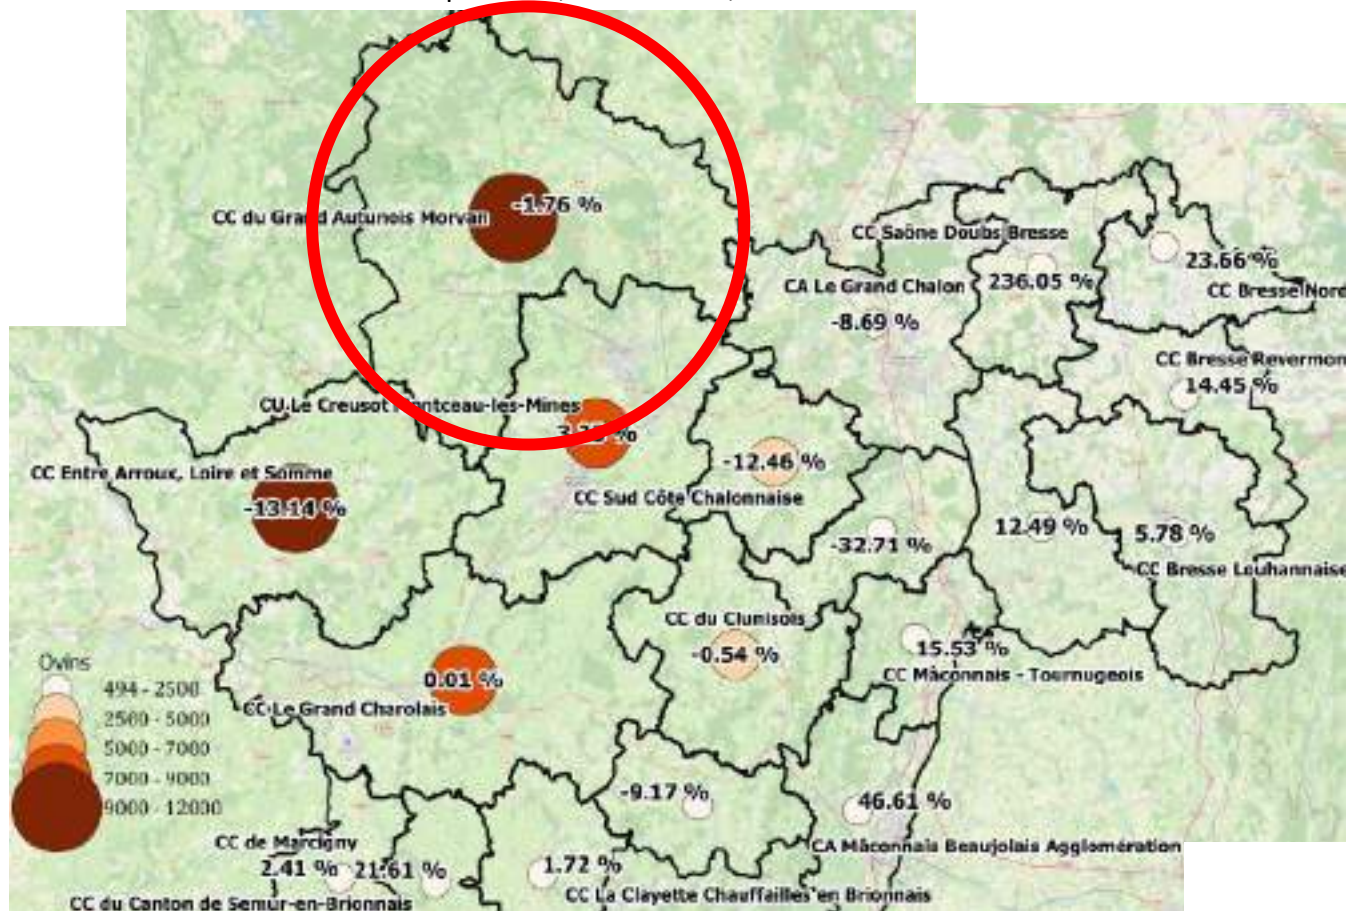 -1.76 %
CC du Grand Autunois Morvan
CC Saône Doubs Bresse
23.66 %
236.05 %
CA Le Grand Chalon
CC Bresse Nord
-8.69 %
CC Bresse Revermon
14.45 %
CU Le Creusot Montceau-les-Mines
-12.46 %
CC Entre Arroux, Loire et Somme
CC Sud Côte Chalonnaise
-13.14 %
12.49 %
5.78 %
-32.71 %
CC Bresse Louhannaise
CC du Clunisois
15.53 %
-0.54 %
CC Mâconnais - Tournugeois
0.01 %
CC Le Grand Charolais
Ovins
494 - 2500
2500 - 5000
5000 - 7000
7000 - 9000
9000 - 12000
-9.17 %
46.61 %
CC de Marcigny
CA Mâconnais Beaujolais Agglomération
2.41 %
21.61 %
1.72 %
CC La Clayette Chauffailles en Brionnais
CC du Canton de Semur-en-Brionnais